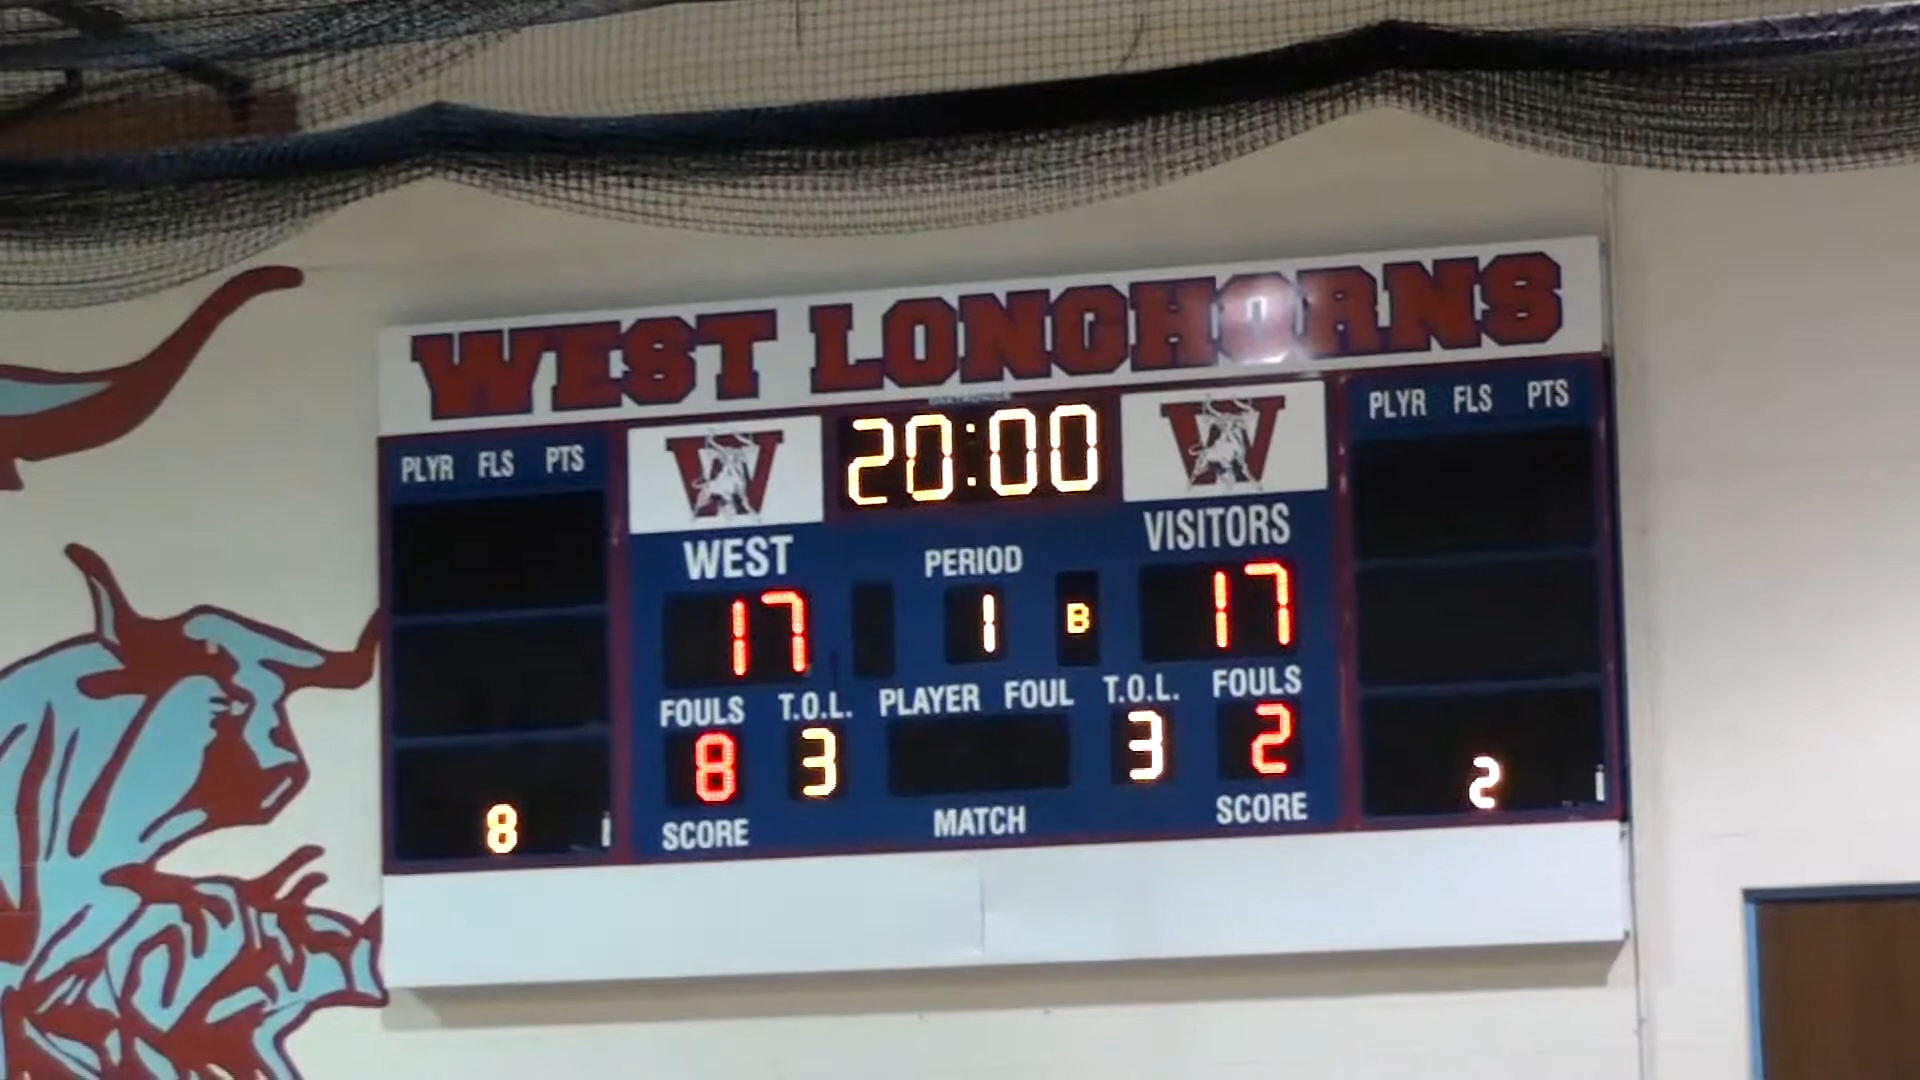 WEST LONGHORNS
PLYR FLS PTS
W
20:00
W
PLYR FLS PTS
WEST
PERIOD
VISITORS
17
1
B
17
FOULS T.O.L. PLAYER FOUL T.O.L. FOULS
8 3 3 2
8
2
SCORE MATCH SCORE